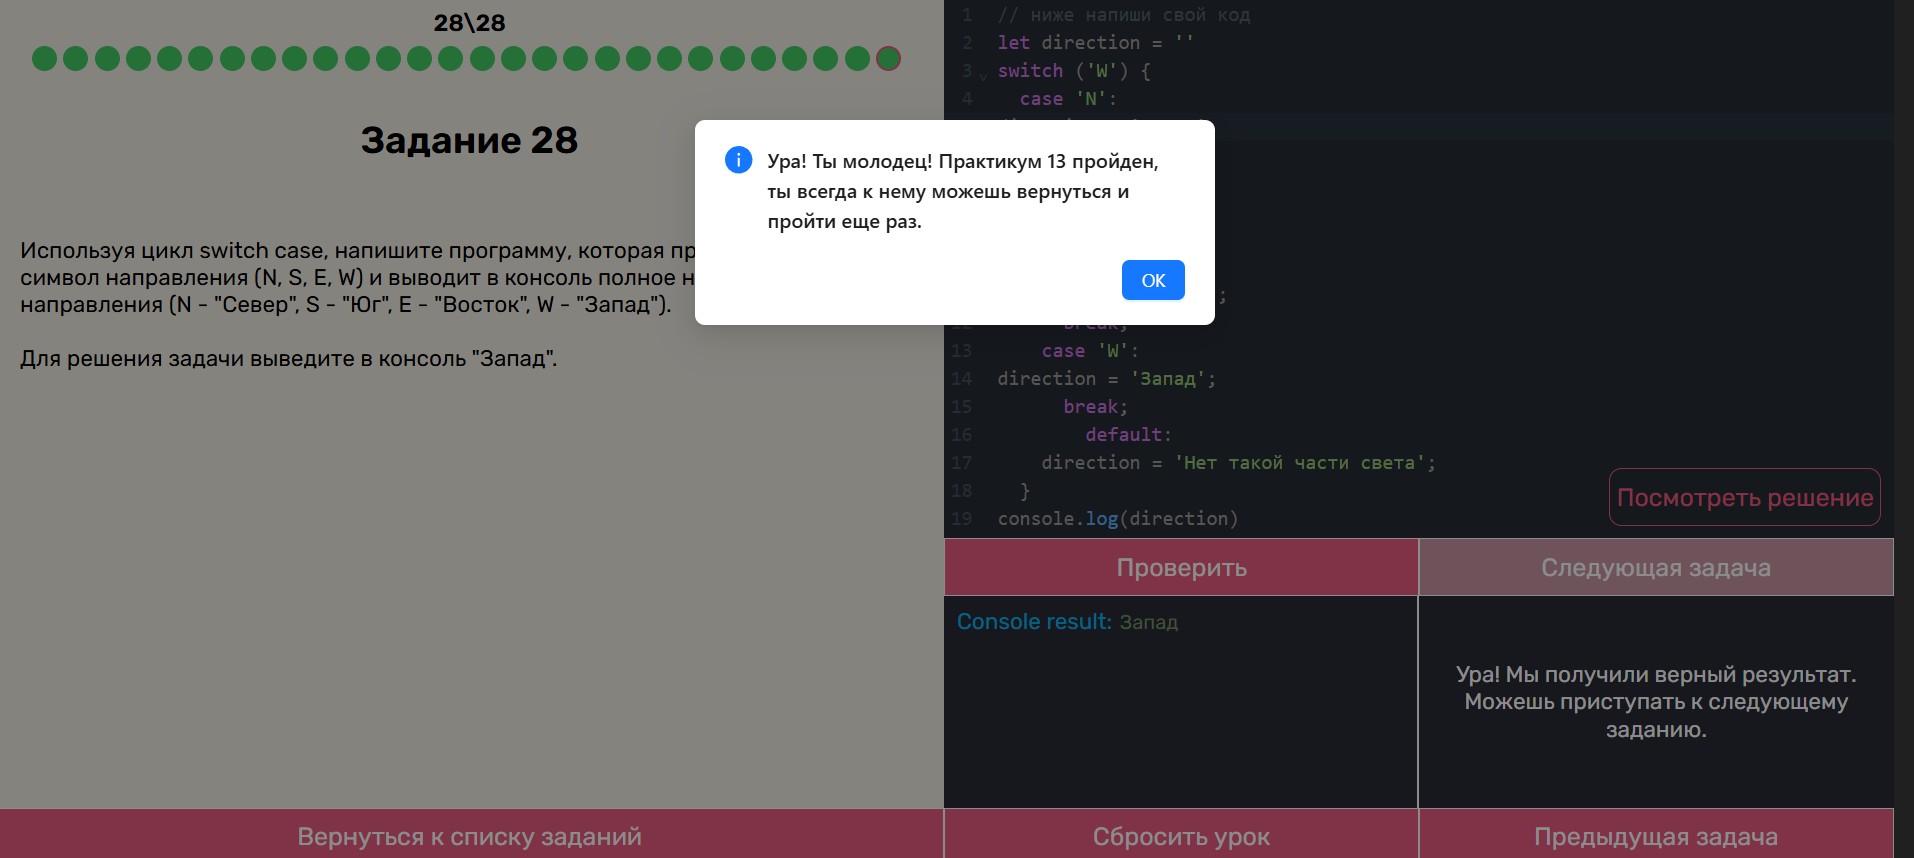 28\28
Задание 28
Используя цикл switch case, напишите программу, которая пр
символ направления (N, S, E, W) и выводит в консоль полное н
направления (N - "Север", S - "Юг", E - "Восток", W - "Запад").
Для решения задачи выведите в консоль "Запад".
1 // ниже напиши свой код
2 let direction = ''
3 switch ('W') {
4 case 'N':
Ура! Ты молодец! Практикум 13 пройден,
ты всегда к нему можешь вернуться и
пройти еще раз.
OK
;
12 break;
13 case 'W':
14 direction = 'Запад';
15 break;
16 default:
17 direction = 'Нет такой части света';
18 }
19 console.log(direction)
Посмотреть решение
Проверить
Следующая задача
Console result: Запад
Ура! Мы получили верный результат.
Можешь приступать к следующему
заданию.
Вернуться к списку заданий
Сбросить урок
Предыдущая задача